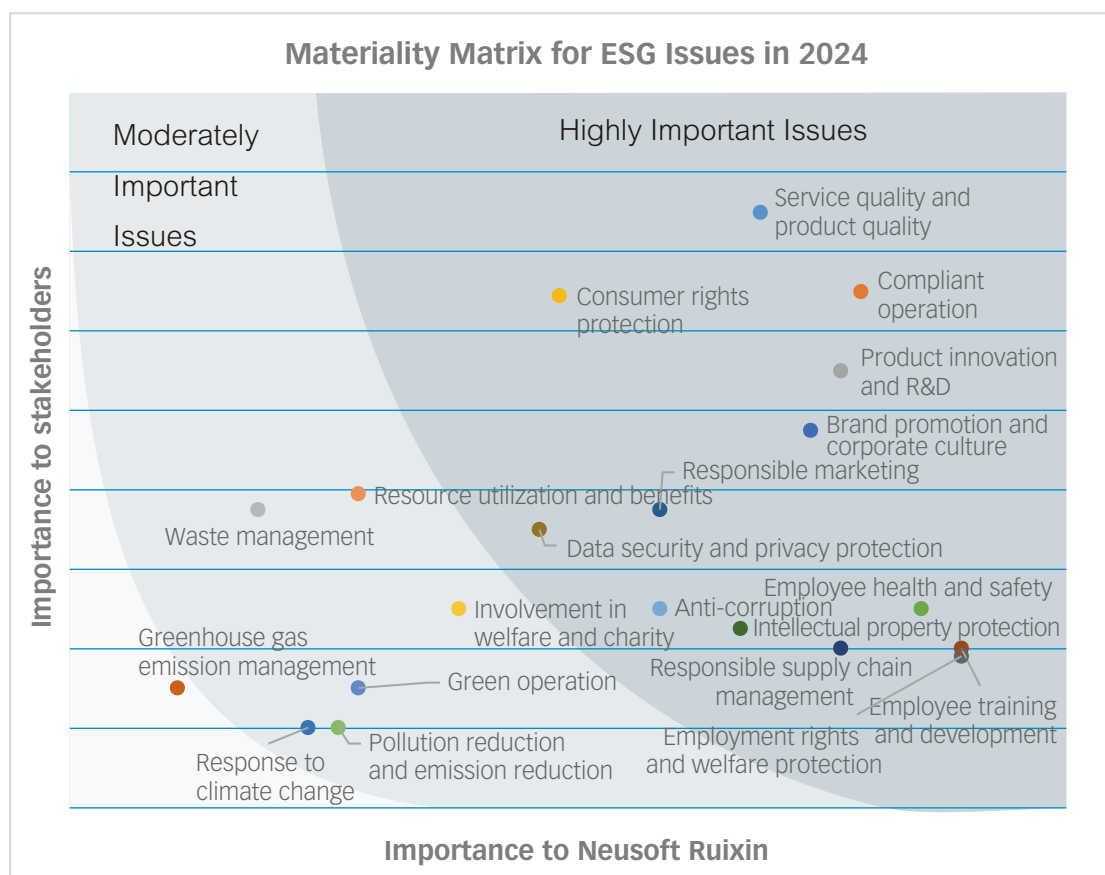 Materiality Matrix for ESG Issues in 2024
Moderately
Important
Issues
Highly Important Issues
Service quality and
product quality
Consumer rights
protection
Compliant
operation
Product innovation
and R&D
Brand promotion and
corporate culture
Responsible marketing
Resource utilization and benefits
Waste management
Data security and privacy protection
Employee health and safety
Involvement in
welfare and charity
Anti-corruption
Intellectual property protection
Greenhouse gas
emission management
Green operation
Responsible supply chain
management
Employee training
and development
Employment rights
and welfare protection
Pollution reduction
and emission reduction
Response to
climate change
Importance to stakeholders
Importance to Neusoft Ruixin